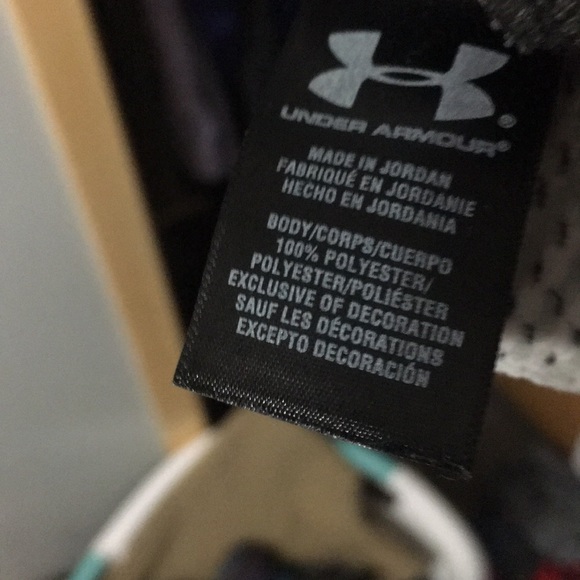 UNDER ARMOUR®
MADE IN JORDAN
FABRIQUÉ EN JORDANIE
HECHO EN JORDANIA
BODY/CORPS/CUERPO
100% POLYESTER/
POLYESTER/POLIÉSTER
EXCLUSIVE OF DECORATION
SAUF LES DÉCORATIONS
EXCEPTO DECORACIÓN